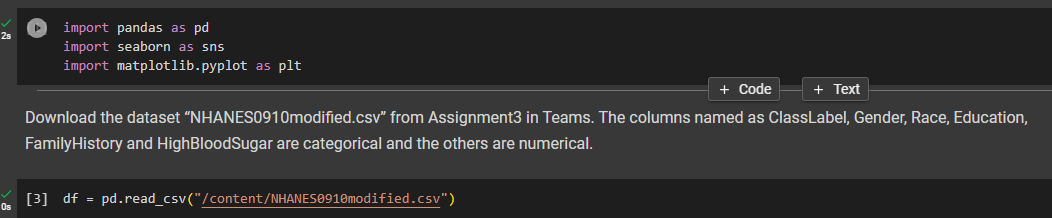 2s
import pandas as pd
import seaborn as sns
import matplotlib.pyplot as plt
+ Code + Text
Download the dataset “NHANES0910modified.csv” from Assignment3 in Teams. The columns named as ClassLabel, Gender, Race, Education,
FamilyHistory and HighBloodSugar are categorical and the others are numerical.
0s [3] df = pd.read_csv("/content/NHANES0910modified.csv")